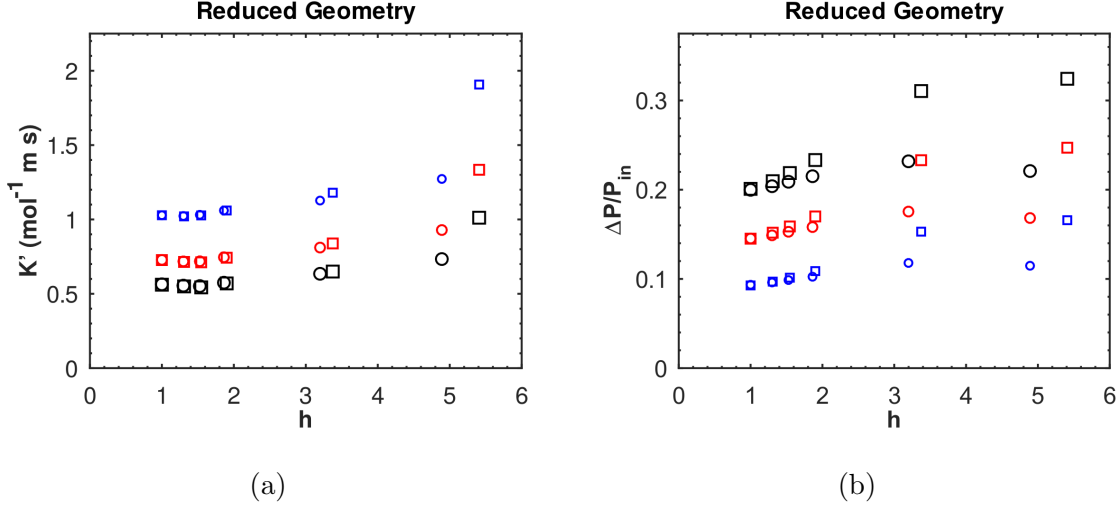 Reduced Geometry
2
1.5
1
0.5
0
K' (mol⁻¹ m s)
0 1 2 3 4 5 6
h
(a)
Reduced Geometry
0.3
0.2
0.1
0
ΔP/P_in
0 1 2 3 4 5 6
h
(b)